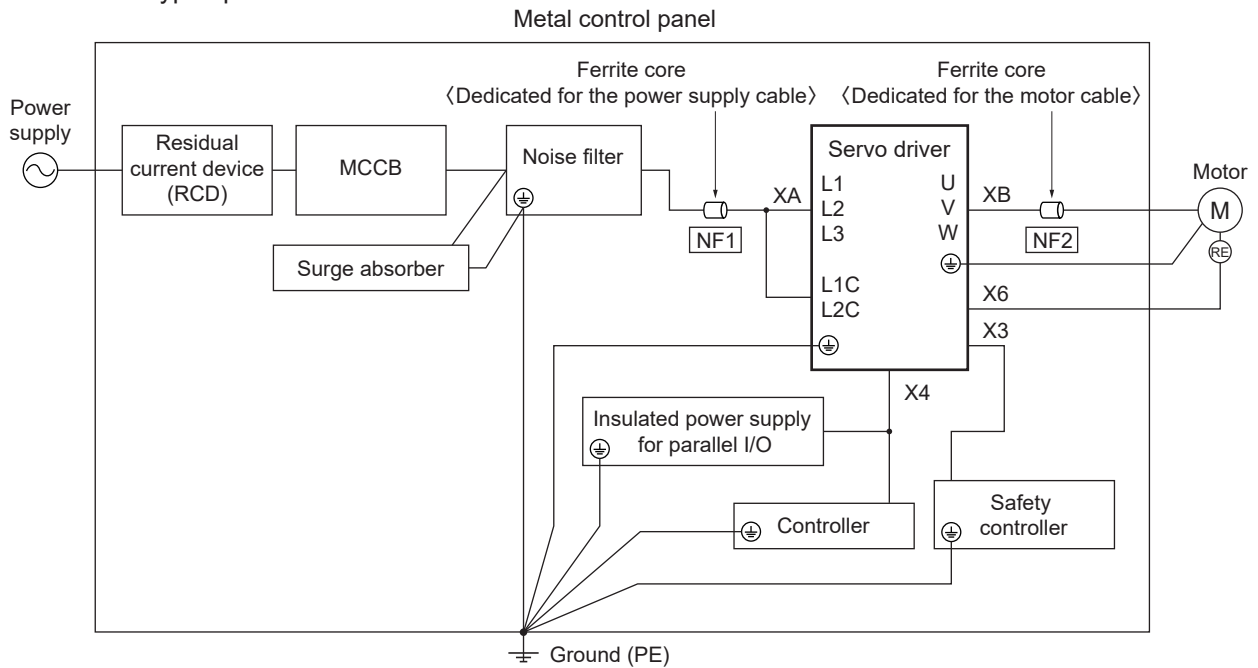 Metal control panel
Ferrite core
〈Dedicated for the power supply cable〉
Ferrite core
〈Dedicated for the motor cable〉
Power
supply
Residual
current device
(RCD)
MCCB
Noise filter
Surge absorber
NF1
XA
Servo driver
L1
L2
L3
L1C
L2C
U
V
W
XB
NF2
Motor
M
RE
X6
X3
X4
Insulated power supply
for parallel I/O
Controller
Safety
controller
Ground (PE)